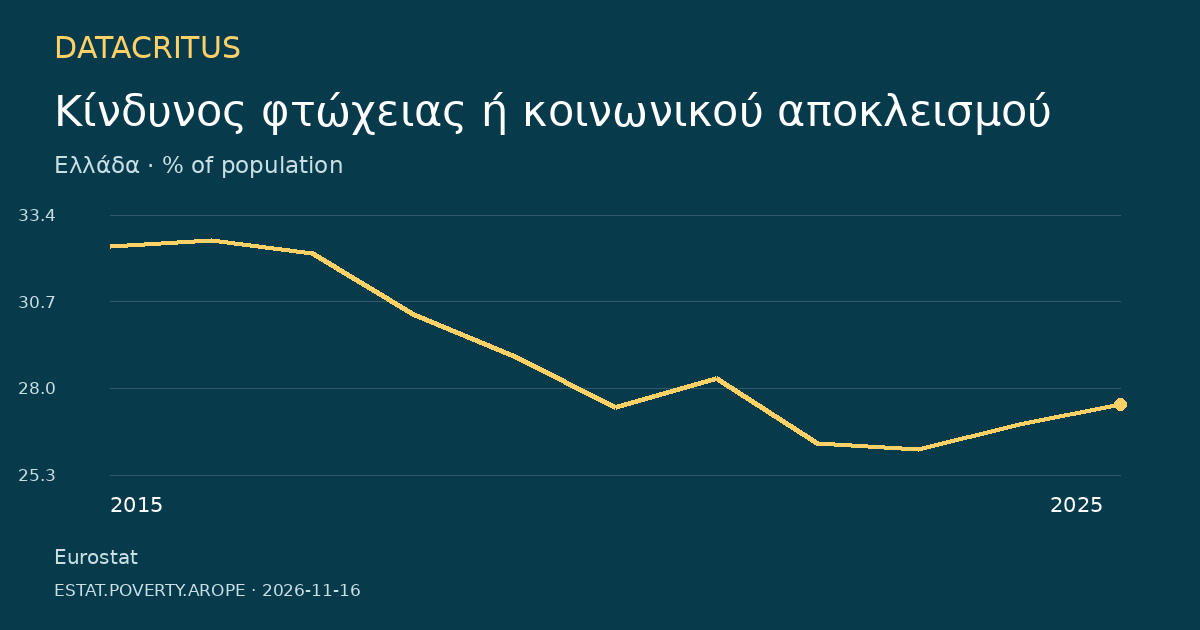 DATACRITUS
Κίνδυνος φτώχειας ή κοινωνικού αποκλεισμού
Ελλάδα · % of population
33.4
30.7
28.0
25.3
2015 2025
Eurostat
ESTAT.POVERTY.AROPE · 2026-11-16